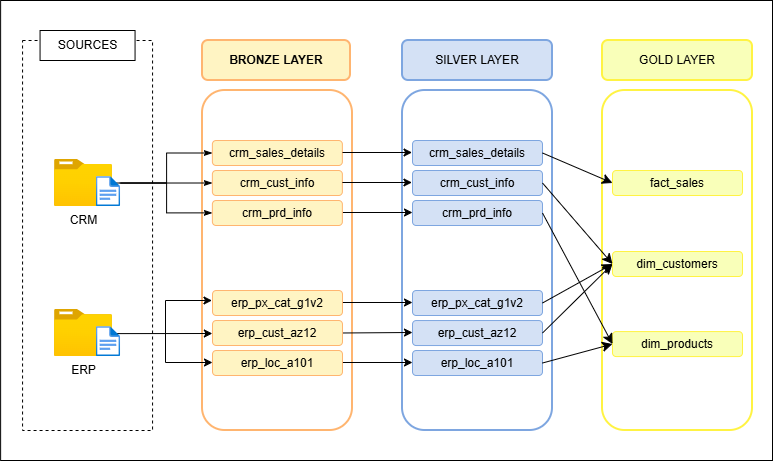 SOURCES
BRONZE LAYER
SILVER LAYER
GOLD LAYER
crm_sales_details
crm_sales_details
crm_cust_info
crm_cust_info
fact_sales
CRM
crm_prd_info
crm_prd_info
dim_customers
erp_px_cat_g1v2
erp_px_cat_g1v2
erp_cust_az12
erp_cust_az12
dim_products
ERP
erp_loc_a101
erp_loc_a101